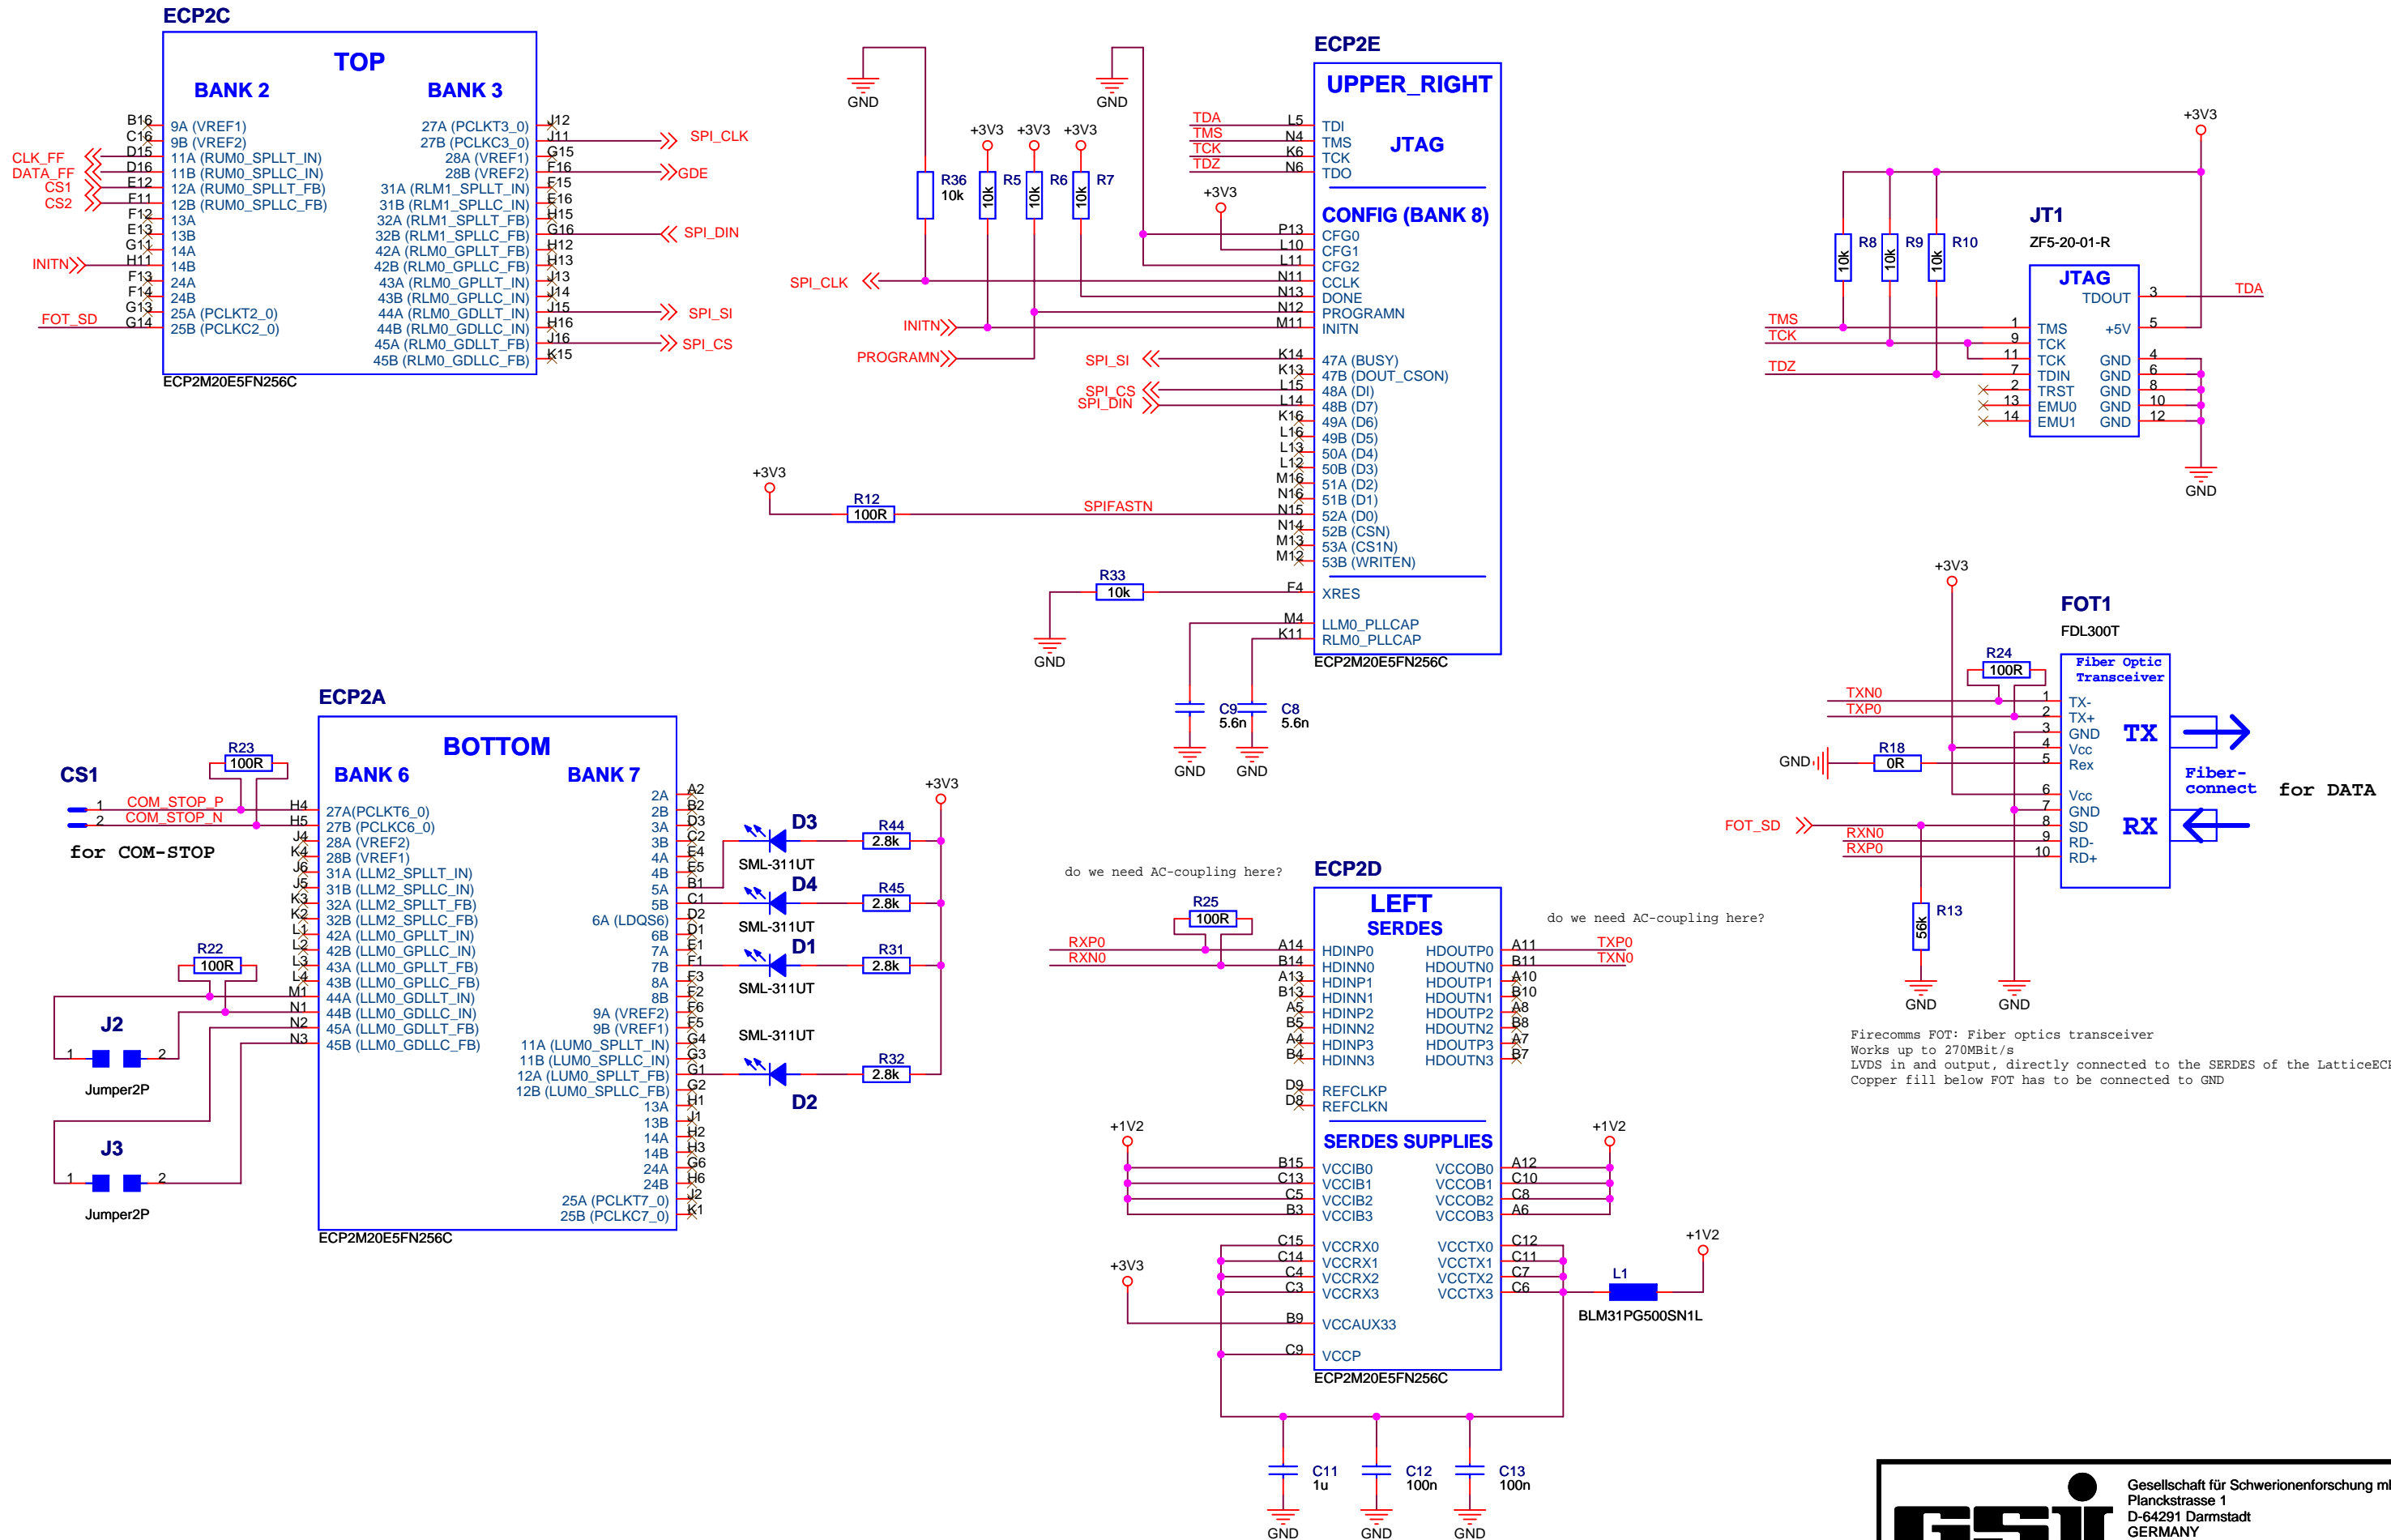 ECP2C
TOP
BANK 2
BANK 3
B16 9A (VREF1)
C16 9B (VREF2)
CLK_FF D15 11A (RUM0_SPLLT_IN)
DATA_FF D16 11B (RUM0_SPLLC_IN)
CS1 E12 12A (RUM0_SPLLT_FB)
CS2 F11 12B (RUM0_SPLLC_FB)
F12 13A
E13 13B
G11 14A
INITN H11 14B
F13 24A
F14 24B
G13 25A (PCLKT2_0)
FOT_SD G14 25B (PCLKC2_0)
27A (PCLKT3_0) J12
27B (PCLKC3_0) J11 SPI_CLK
28A (VREF1) G15
28B (VREF2) F16 GDE
31A (RLM1_SPLLT_IN) F15
31B (RLM1_SPLLC_IN) E16
32A (RLM1_SPLLT_FB) H15
32B (RLM1_SPLLC_FB) G16 SPI_DIN
42A (RLM0_GPLLT_FB) H12
42B (RLM0_GPLLC_FB) H13
43A (RLM0_GPLLT_IN) J13
43B (RLM0_GPLLC_IN) J14
44A (RLM0_GDLLT_IN) J15 SPI_SI
44B (RLM0_GDLLC_IN) H16
45A (RLM0_GDLLT_FB) J16 SPI_CS
45B (RLM0_GDLLC_FB) K15
ECP2M20E5FN256C
GND
GND
+3V3 +3V3 +3V3
R36
10k
R5
10k
R6
10k
R7
10k
+3V3
SPI_CLK
INITN
PROGRAMN
ECP2E
UPPER_RIGHT
JTAG
TDA L5 TDI
TMS N4 TMS
TCK K6 TCK
TDZ N6 TDO
CONFIG (BANK 8)
P13 CFG0
L10 CFG1
L11 CFG2
N11 CCLK
N13 DONE
N12 PROGRAMN
M11 INITN
SPI_SI K14 47A (BUSY)
K13 47B (DOUT_CSON)
SPI_CS L15 48A (DI)
SPI_DIN L14 48B (D7)
K16 49A (D6)
L16 49B (D5)
L13 50A (D4)
L12 50B (D3)
M16 51A (D2)
N16 51B (D1)
SPIFASTN N15 52A (D0)
N14 52B (CSN)
M13 53A (CS1N)
M12 53B (WRITEN)
F4 XRES
M4 LLM0_PLLCAP
K11 RLM0_PLLCAP
ECP2M20E5FN256C
+3V3
R12
100R
R33
10k
GND
C9
5.6n
C8
5.6n
GND GND
+3V3
R8
10k
R9
10k
R10
10k
JT1
ZF5-20-01-R
JTAG
TDOUT 3 TDA
TMS 1 TMS
+5V 5
TCK 9 TCK
11 TCK
TDZ 7 TDIN
2 TRST
13 EMU0
14 EMU1
GND 4
GND 6
GND 8
GND 10
GND 12
GND
+3V3
FOT1
FDL300T
Fiber Optic
Transceiver
R24
100R
TXN0 1 TX-
TXP0 2 TX+
3 GND
4 Vcc
GND R18 5 Rex
0R
6 Vcc
7 GND
FOT_SD 8 SD
RXN0 9 RD-
RXP0 10 RD+
TX
RX
Fiber-
connect
for DATA
R13
56k
GND GND
Firecomms FOT: Fiber optics transceiver
Works up to 270MBit/s
LVDS in and output, directly connected to the SERDES of the LatticeECP
Copper fill below FOT has to be connected to GND
ECP2A
BOTTOM
BANK 6
BANK 7
R23
100R
CS1
1 COM_STOP_P H4 27A(PCLKT6_0)
2 COM_STOP_N H5 27B (PCLKC6_0)
for COM-STOP
J4 28A (VREF2)
K4 28B (VREF1)
J6 31A (LLM2_SPLLT_IN)
J5 31B (LLM2_SPLLC_IN)
K3 32A (LLM2_SPLLT_FB)
K2 32B (LLM2_SPLLC_FB)
L1 42A (LLM0_GPLLT_IN)
L2 42B (LLM0_GPLLC_IN)
L3 43A (LLM0_GPLLT_FB)
L4 43B (LLM0_GPLLC_FB)
M1 44A (LLM0_GDLLT_IN)
N1 44B (LLM0_GDLLC_IN)
N2 45A (LLM0_GDLLT_FB)
N3 45B (LLM0_GDLLC_FB)
R22
100R
J2
1 2
Jumper2P
J3
1 2
Jumper2P
2A A2
2B B2
3A D3
3B C2
4A E4
4B E5
5A B1
5B C1
6A (LDQS6) D2
6B D1
7A E1
7B F1
8A F3
8B F2
9A (VREF2) F6
9B (VREF1) F5
11A (LUM0_SPLLT_IN) G4
11B (LUM0_SPLLC_IN) G3
12A (LUM0_SPLLT_FB) G1
12B (LUM0_SPLLC_FB) G2
13A H1
13B J1
14A H2
14B H3
24A G6
24B H6
25A (PCLKT7_0) J2
25B (PCLKC7_0) K1
ECP2M20E5FN256C
+3V3
D3
SML-311UT
R44
2.8k
D4
SML-311UT
R45
2.8k
D1
SML-311UT
R31
2.8k
SML-311UT
D2
R32
2.8k
do we need AC-coupling here?
ECP2D
LEFT
SERDES
do we need AC-coupling here?
R25
100R
RXP0 A14 HDINP0
RXN0 B14 HDINN0
A13 HDINP1
B13 HDINN1
A5 HDINP2
B5 HDINN2
A4 HDINP3
B4 HDINN3
HDOUTP0 A11 TXP0
HDOUTN0 B11 TXN0
HDOUTP1 A10
HDOUTN1 B10
HDOUTP2 A8
HDOUTN2 B8
HDOUTP3 A7
HDOUTN3 B7
D9 REFCLKP
D8 REFCLKN
+1V2
+1V2
SERDES SUPPLIES
B15 VCCIB0 VCCOB0 A12
C13 VCCIB1 VCCOB1 C10
C5 VCCIB2 VCCOB2 C8
B3 VCCIB3 VCCOB3 A6
C15 VCCRX0 VCCTX0 C12
C14 VCCRX1 VCCTX1 C11
C4 VCCRX2 VCCTX2 C7
C3 VCCRX3 VCCTX3 C6
+3V3
B9 VCCAUX33
C9 VCCP
ECP2M20E5FN256C
+1V2
L1
BLM31PG500SN1L
C11
1u
C12
100n
C13
100n
GND GND GND
GSI
Gesellschaft für Schwerionenforschung
Planckstrasse 1
D-64291 Darmstadt
GERMANY